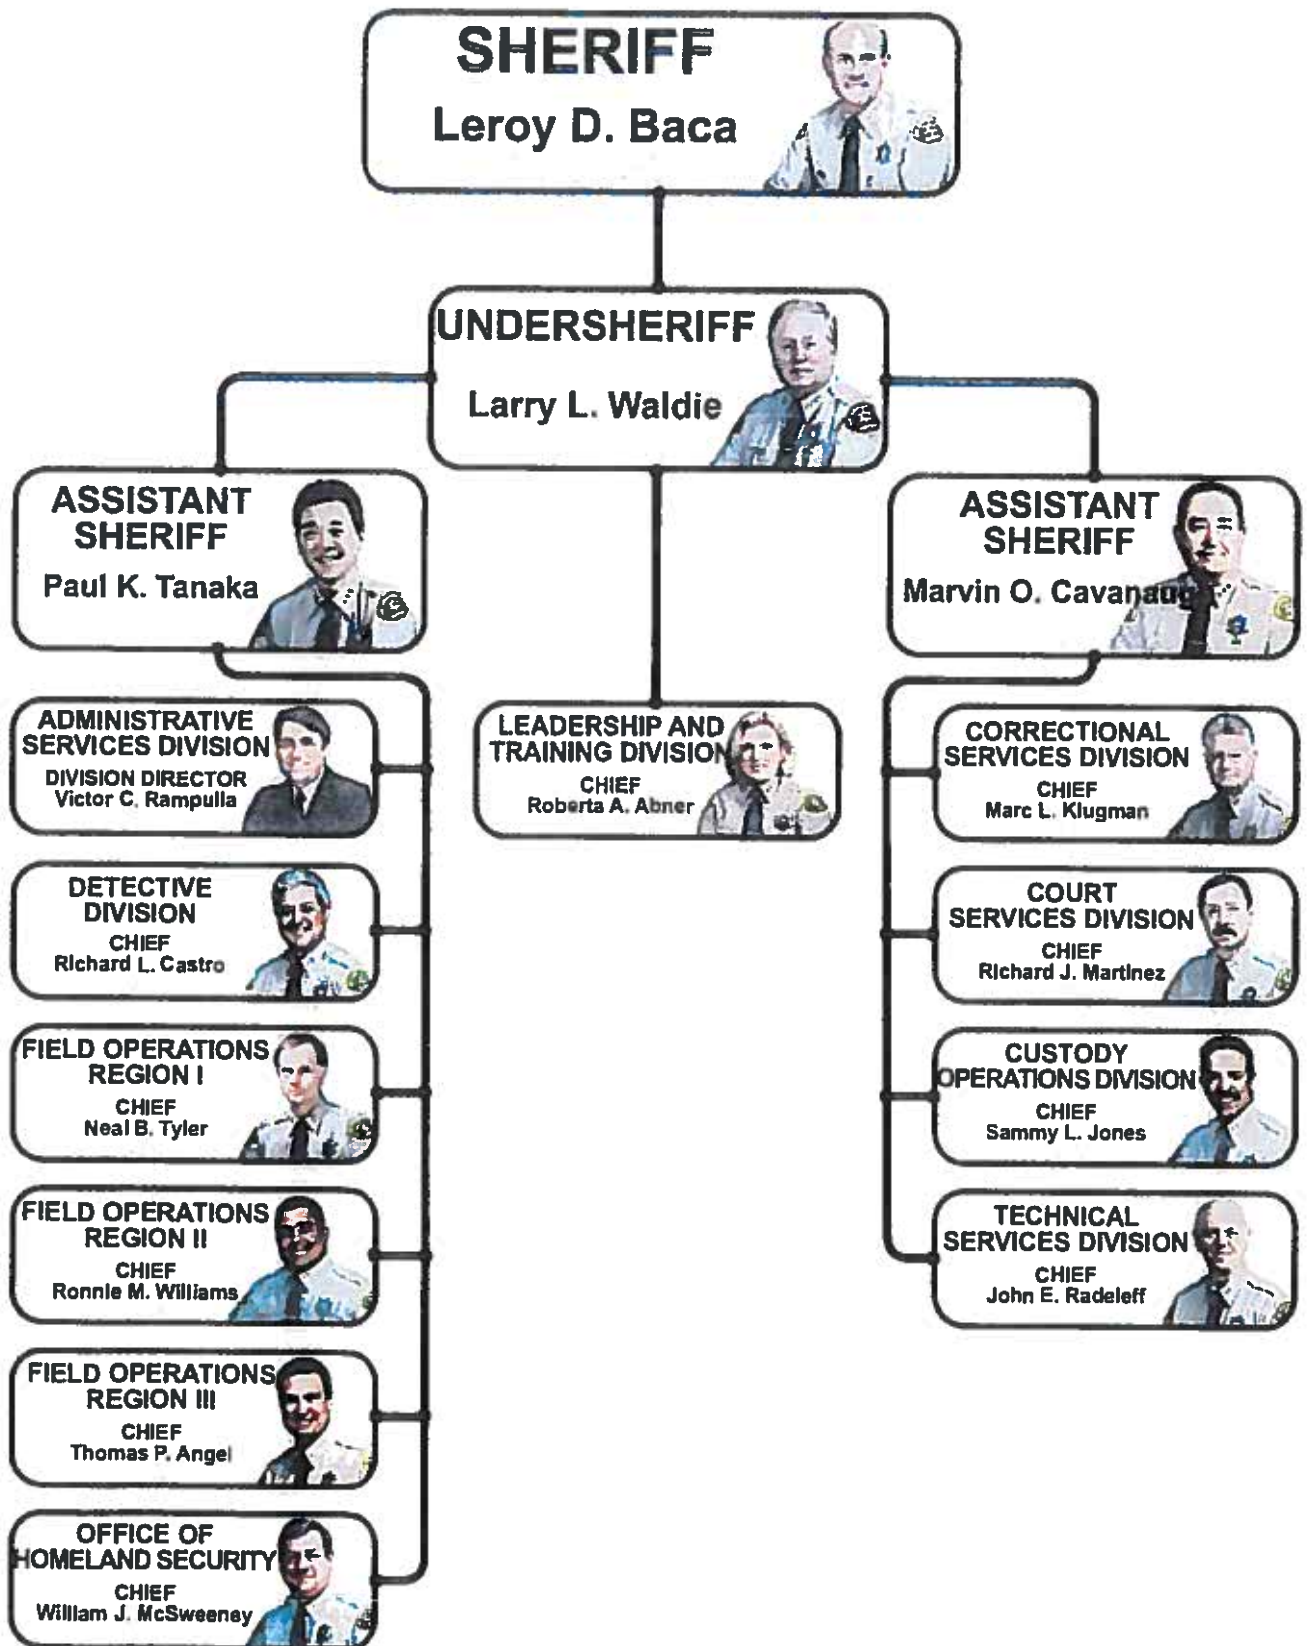 SHERIFF
Leroy D. Baca
UNDERSHERIFF
Larry L. Waldie
ASSISTANT
SHERIFF
Paul K. Tanaka
ASSISTANT
SHERIFF
Marvin O. Cavanaug
ADMINISTRATIVE
SERVICES DIVISION
DIVISION DIRECTOR
Victor C. Rampulla
DETECTIVE
DIVISION
CHIEF
Richard L. Castro
FIELD OPERATIONS
REGION I
CHIEF
Neal B. Tyler
FIELD OPERATIONS
REGION II
CHIEF
Ronnie M. Williams
FIELD OPERATIONS
REGION III
CHIEF
Thomas P. Angel
OFFICE OF
HOMELAND SECURITY
CHIEF
William J. McSweeney
LEADERSHIP AND
TRAINING DIVISION
CHIEF
Roberta A. Abner
CORRECTIONAL
SERVICES DIVISION
CHIEF
Marc L. Klugman
COURT
SERVICES DIVISION
CHIEF
Richard J. Martinez
CUSTODY
OPERATIONS DIVISION
CHIEF
Sammy L. Jones
TECHNICAL
SERVICES DIVISION
CHIEF
John E. Radeleff